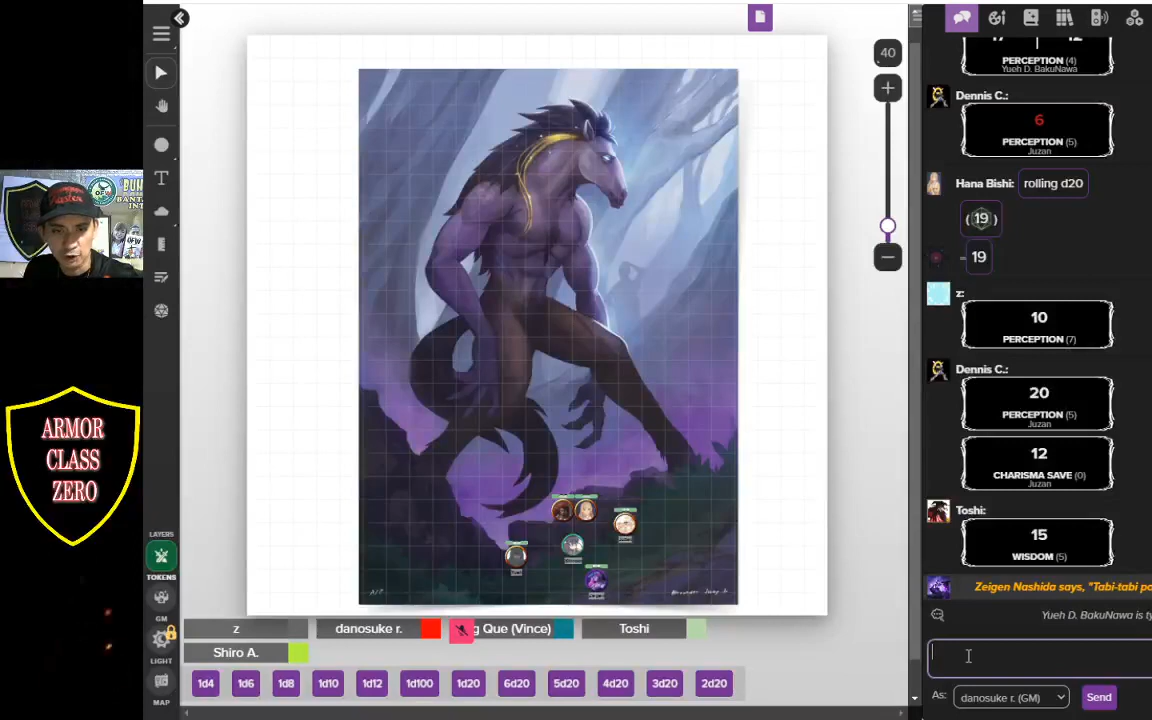 40
PERCEPTION (4)
Yueh D. BakuNawa
Dennis C.:
6
PERCEPTION (5)
Juzan
Hana Bishi: rolling d20
(19)
=19
z:
10
PERCEPTION (7)
Dennis C.:
20
PERCEPTION (5)
Juzan
12
CHARISMA SAVE (0)
Juzan
Toshi:
15
WISDOM (5)
Zeigen Nashida says, "Tabi-tabi po
Yueh D. BakuNawa is ty
As: danosuke r. (GM) Send
ARMOR
CLASS
ZERO
LAYERS
TOKENS
GM
LIGHT
MAP
z
danosuke r.
g Que (Vince)
Toshi
Shiro A.
1d4 1d6 1d8 1d10 1d12 1d100 1d20 6d20 5d20 4d20 3d20 2d20